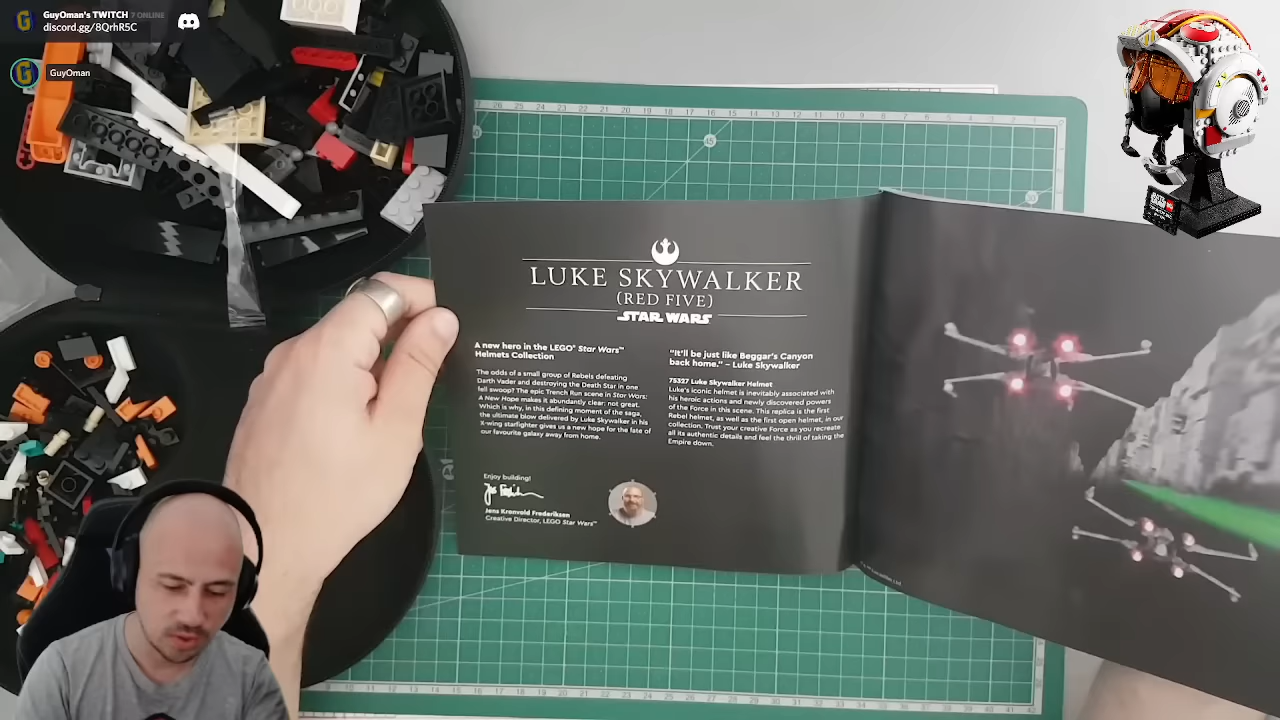 GuyOman's TWITCH 7 ONLINE
discord.gg/8QrhR5C
GuyOman
LUKE SKYWALKER
(RED FIVE)
STAR WARS
A new hero in the LEGO® Star Wars™
Helmets Collection
The odds of a small group of Rebels defeating
Darth Vader and destroying the Death Star in one
fell swoop? The epic Trench Run scene in Star Wars:
A New Hope makes it abundantly clear: not great.
Which is why, in this defining moment of the saga,
the ultimate blow delivered by Luke Skywalker in his
X-wing starfighter gives us a new hope for the fate of
our favourite galaxy away from home.
Enjoy building!
Jens Kronvold Frederiksen
Creative Director, LEGO Star Wars™
"It'll be just like Beggar's Canyon
back home." – Luke Skywalker
75327 Luke Skywalker Helmet
Luke's iconic helmet is inevitably associated with
his heroic actions and newly discovered powers
of the Force in this scene. This replica is the first
Rebel helmet, as well as the first open helmet, in our
collection. Trust your creative Force as you recreate
all its authentic details and feel the thrill of taking the
Empire down.